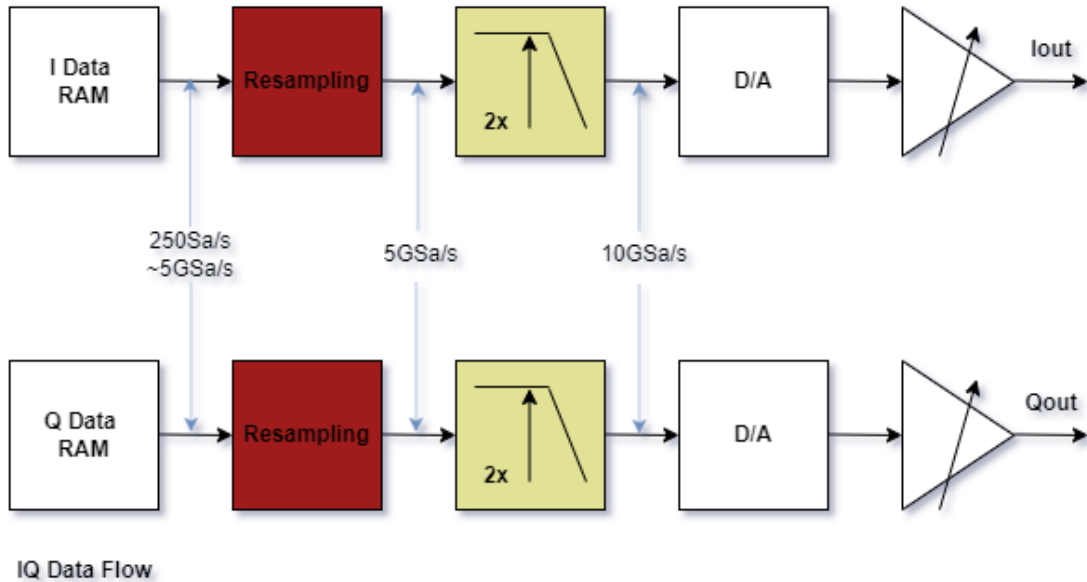 I Data
RAM
Resampling
2x
D/A
Iout
250Sa/s
~5GSa/s
5GSa/s
10GSa/s
Q Data
RAM
Resampling
2x
D/A
Qout
IQ Data Flow